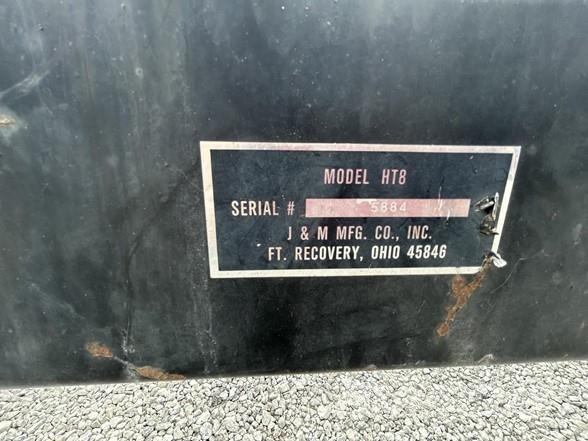 MODEL HT8
SERIAL # 5884
J & M MFG. CO., INC.
FT. RECOVERY, OHIO 45846